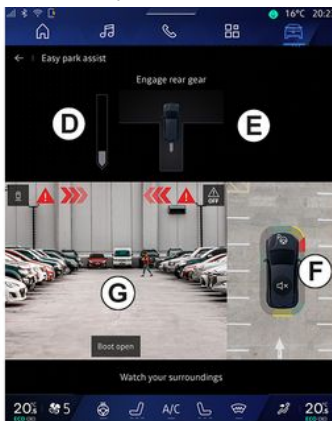 16°C 20:2
← Easy park assist
Engage rear gear
D
E
OFF
F
G
Boot open
Watch your surroundings
20.5 5 A/C 20.5